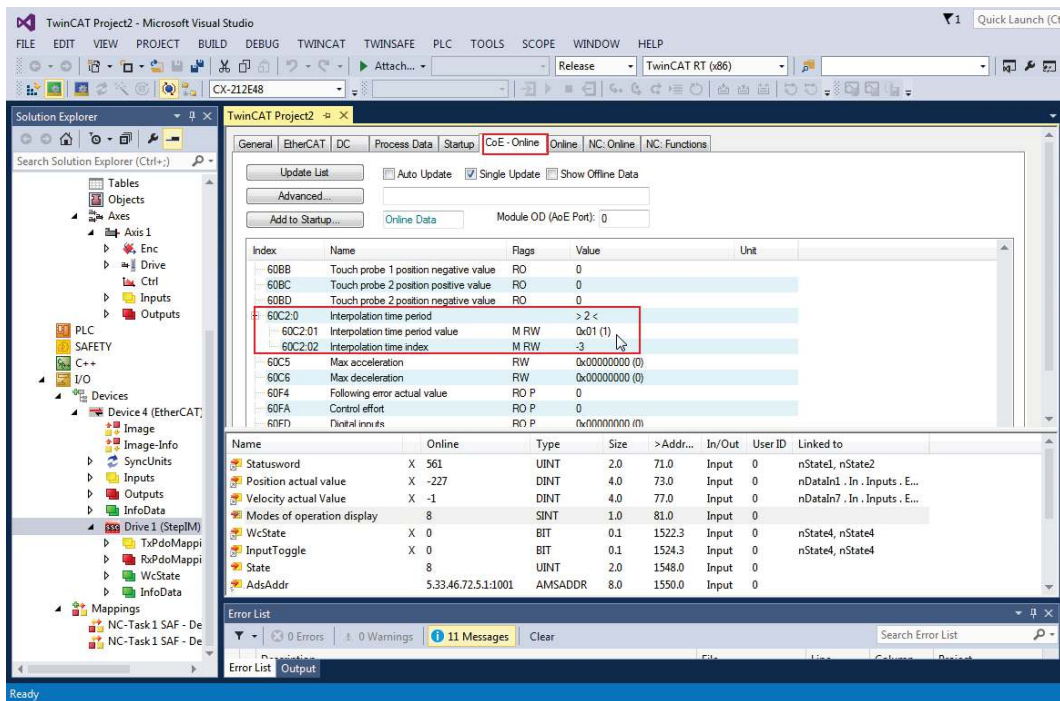 TwinCAT Project2 - Microsoft Visual Studio
1
Quick Launch (Ct
FILE EDIT VIEW PROJECT BUILD DEBUG TWINCAT TWINSAFE PLC TOOLS SCOPE WINDOW HELP
Attach... Release TwinCAT RT (x86)
CX-212E48
Solution Explorer
Search Solution Explorer (Ctrl+;)
Tables
Objects
Axes
Axis 1
Enc
Drive
Ctrl
Inputs
Outputs
PLC
SAFETY
C++
I/O
Devices
Device 4 (EtherCAT)
Image
Image-Info
SyncUnits
Inputs
Outputs
InfoData
Drive 1 (StepIM)
TxPdoMappi
RxPdoMappi
WcState
InfoData
Mappings
NC-Task 1 SAF - De
NC-Task 1 SAF - De
TwinCAT Project2
General EtherCAT DC Process Data Startup CoE - Online Online NC: Online NC: Functions
Update List Auto Update Single Update Show Offline Data
Advanced...
Add to Startup... Online Data Module OD (AoE Port): 0
Index Name Flags Value Unit
60BB Touch probe 1 position negative value RO 0
60BC Touch probe 2 position positive value RO 0
60BD Touch probe 2 position negative value RO 0
60C2:0 Interpolation time period > 2 <
60C2:01 Interpolation time period value M RW 0x01 (1)
60C2:02 Interpolation time index M RW -3
60C5 Max acceleration RW 0x00000000 (0)
60C6 Max deceleration RW 0x00000000 (0)
60F4 Following error actual value RO P 0
60FA Control effort RO P 0
60FD Digital inputs RO P 0x00000000 (0)
Name Online Type Size >Addr... In/Out User ID Linked to
Statusword X 561 UINT 2.0 71.0 Input 0 nState1, nState2
Position actual value X -227 DINT 4.0 73.0 Input 0 nDataIn1 . In . Inputs . E...
Velocity actual Value X -1 DINT 4.0 77.0 Input 0 nDataIn7 . In . Inputs . E...
Modes of operation display 8 SINT 1.0 81.0 Input 0
WcState X 0 BIT 0.1 1522.3 Input 0 nState4, nState4
InputToggle X 0 BIT 0.1 1524.3 Input 0 nState4, nState4
State 8 UINT 2.0 1548.0 Input 0
AdsAddr 5.33.46.72.5.1:1001 AMSADDR 8.0 1550.0 Input 0
Error List
0 Errors 0 Warnings 11 Messages Clear Search Error List
Description File Line Column Project
Error List Output
Ready